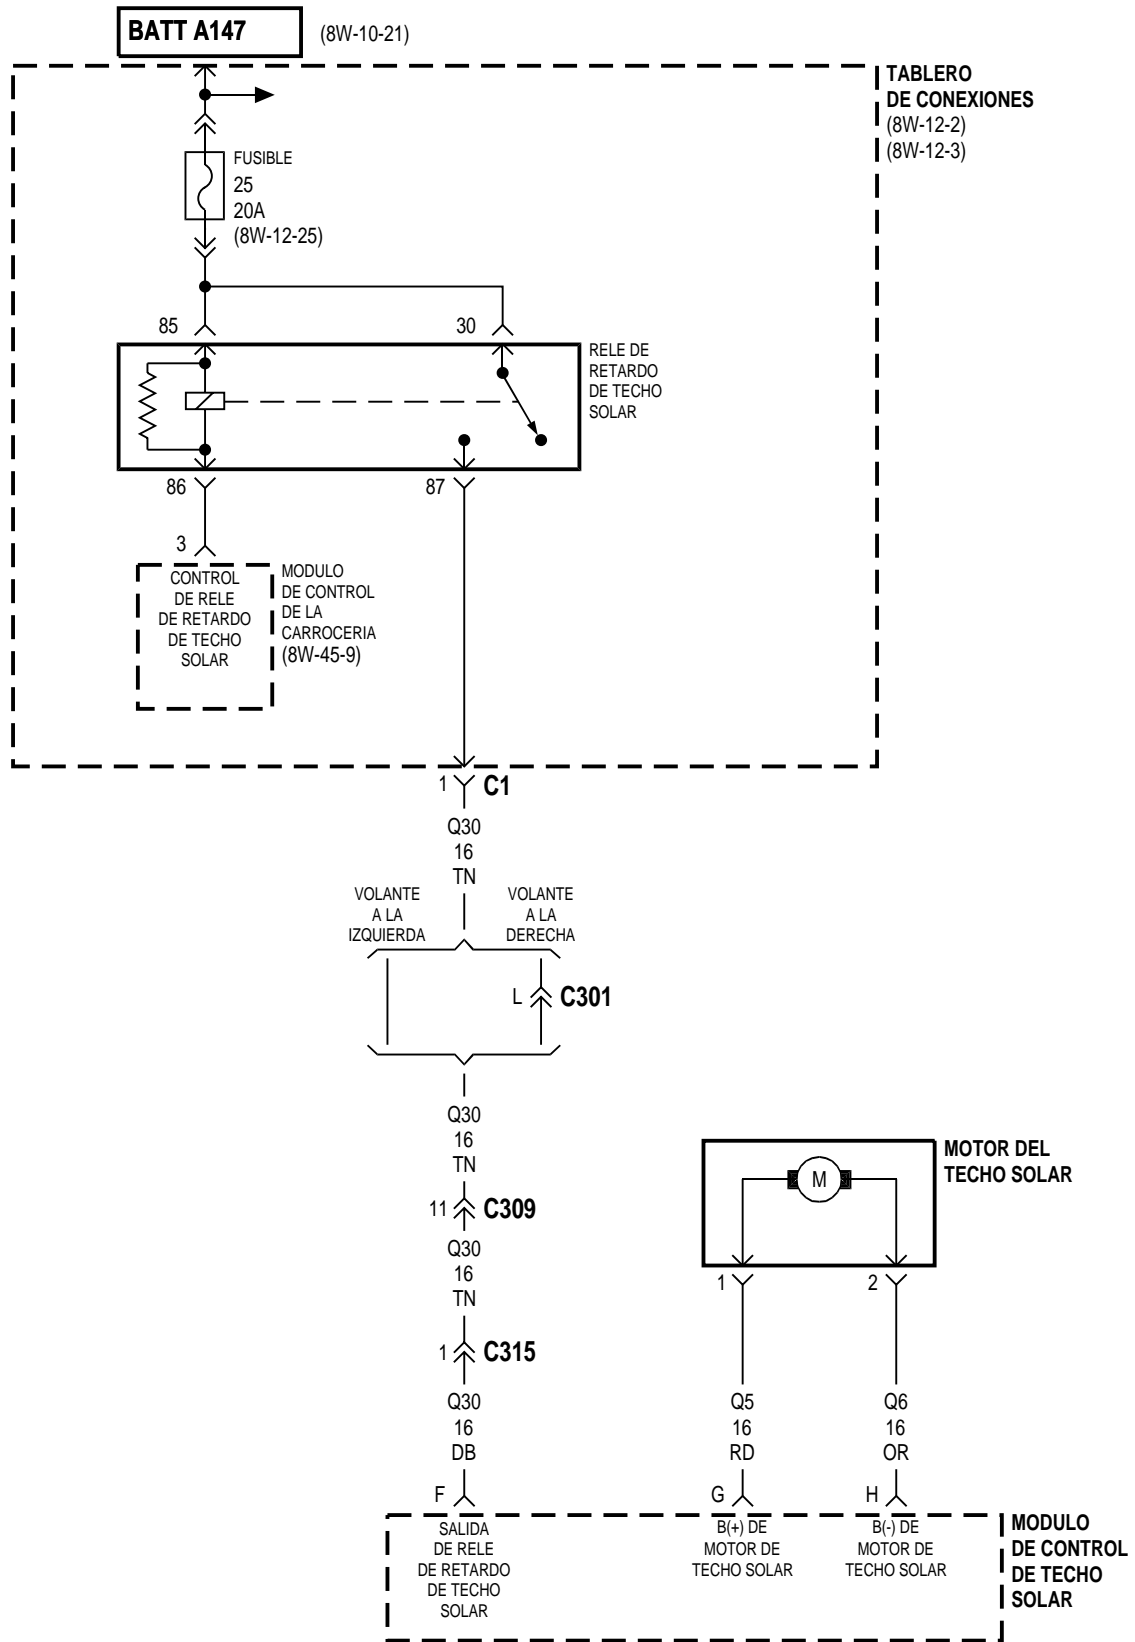 BATT A147
(8W-10-21)
TABLERO
DE CONEXIONES
(8W-12-2)
(8W-12-3)
FUSIBLE
25
20A
(8W-12-25)
85
30
RELE DE
RETARDO
DE TECHO
SOLAR
86
87
3
CONTROL
DE RELE
DE RETARDO
DE TECHO
SOLAR
MODULO
DE CONTROL
DE LA
CARROCERIA
(8W-45-9)
1
C1
Q30
16
TN
VOLANTE
A LA
IZQUIERDA
VOLANTE
A LA
DERECHA
L
C301
Q30
16
TN
11
C309
Q30
16
TN
1
C315
Q30
16
DB
F
MOTOR DEL
TECHO SOLAR
M
1
2
Q5
16
RD
G
Q6
16
OR
H
SALIDA
DE RELE
DE RETARDO
DE TECHO
SOLAR
B(+) DE
MOTOR DE
TECHO SOLAR
B(-) DE
MOTOR DE
TECHO SOLAR
MODULO
DE CONTROL
DE TECHO
SOLAR